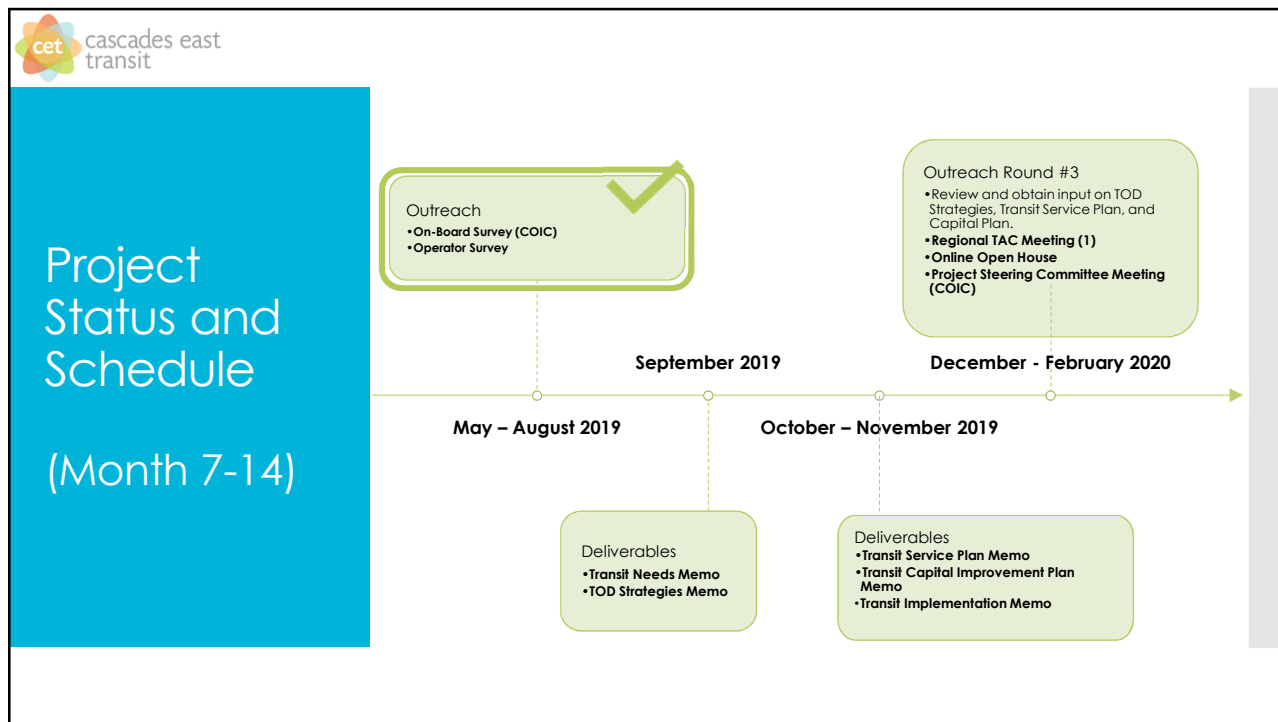 cet
cascades east
transit
Project
Status and
Schedule
(Month 7-14)
Outreach
•On-Board Survey (COIC)
•Operator Survey
Outreach Round #3
•Review and obtain input on TOD
Strategies, Transit Service Plan, and
Capital Plan.
•Regional TAC Meeting (1)
•Online Open House
•Project Steering Committee Meeting
(COIC)
September 2019
December - February 2020
May – August 2019
October – November 2019
Deliverables
•Transit Needs Memo
•TOD Strategies Memo
Deliverables
•Transit Service Plan Memo
•Transit Capital Improvement Plan
Memo
•Transit Implementation Memo